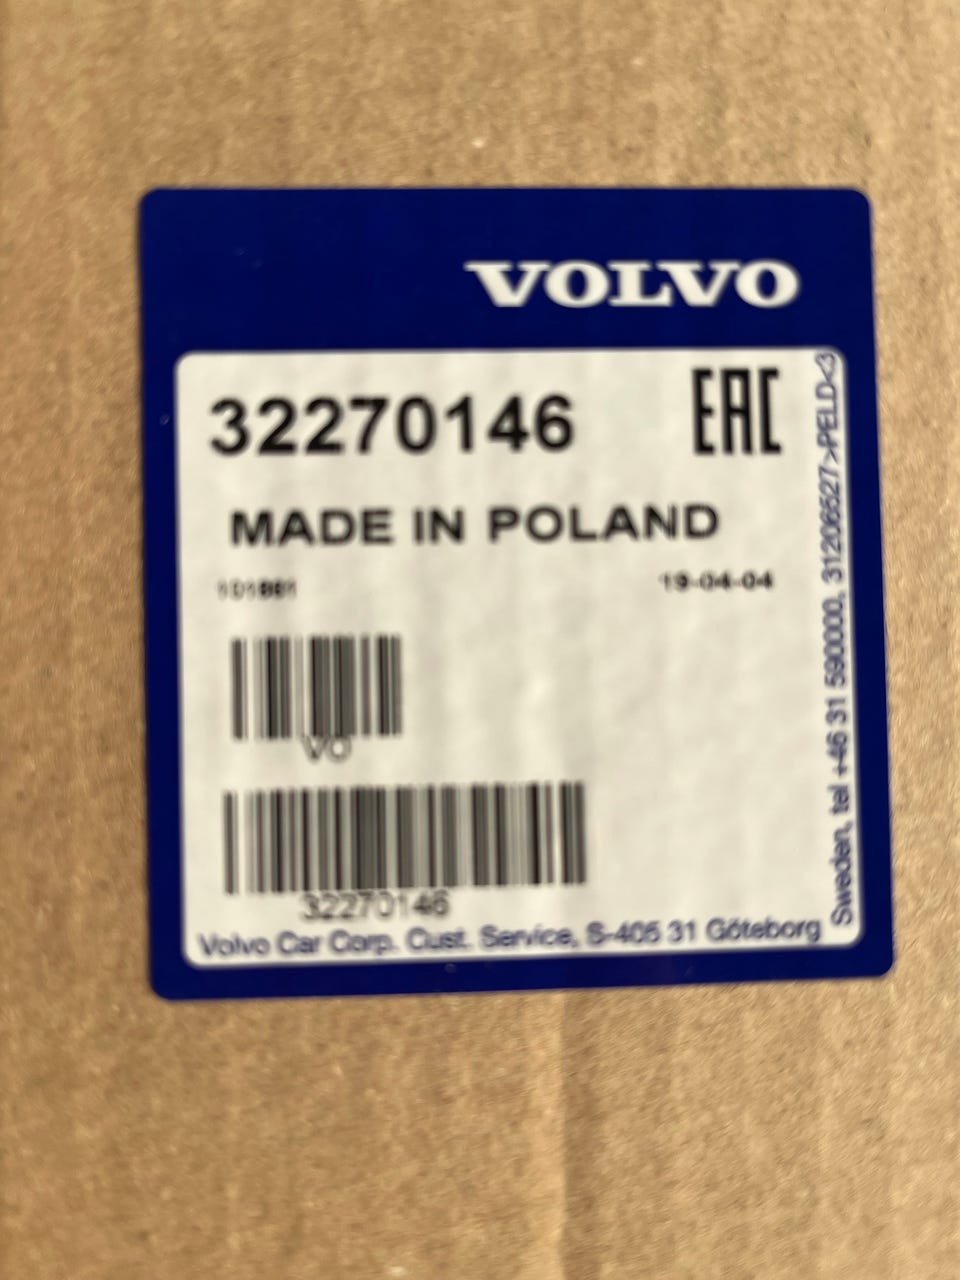 VOLVO
32270146
EAC
MADE IN POLAND
19-04-04
VO
32270146
Volvo Car Corp. Cust. Service, S-405 31 Göteborg
Sweden, tel +46 31 590000, 31206527>PELD<3